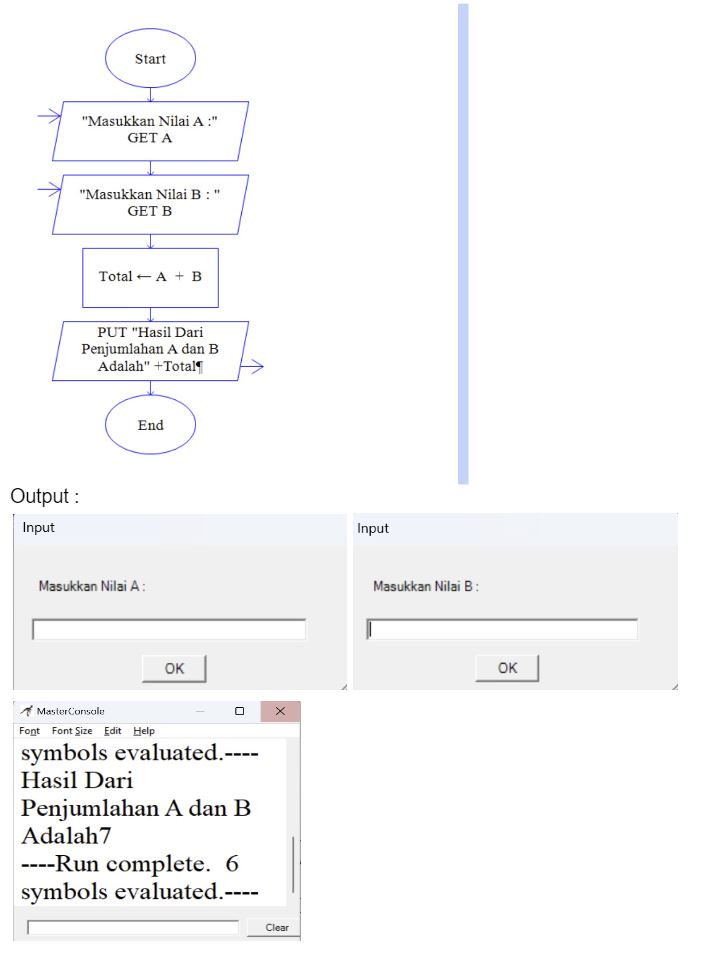 Start
"Masukkan Nilai A :"
GET A
"Masukkan Nilai B : "
GET B
Total ← A + B
PUT "Hasil Dari
Penjumlahan A dan B
Adalah" +Total¶
End
Output :
Input
Masukkan Nilai A :
OK
Input
Masukkan Nilai B :
OK
MasterConsole
Font Font Size Edit Help
symbols evaluated.----
Hasil Dari
Penjumlahan A dan B
Adalah7
----Run complete. 6
symbols evaluated.----
Clear